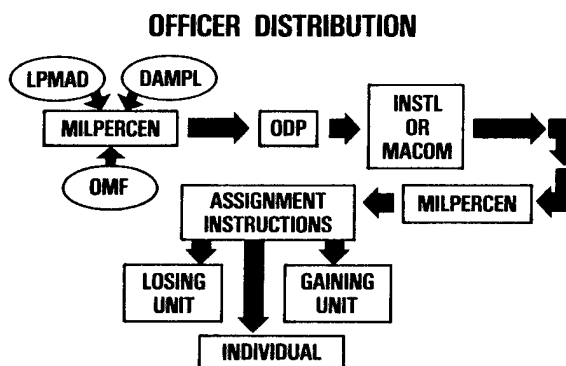 OFFICER DISTRIBUTION
LPMAD
DAMPL
MILPERCEN
ODP
INSTL
OR
MACOM
OMF
ASSIGNMENT
INSTRUCTIONS
MILPERCEN
LOSING
UNIT
GAINING
UNIT
INDIVIDUAL